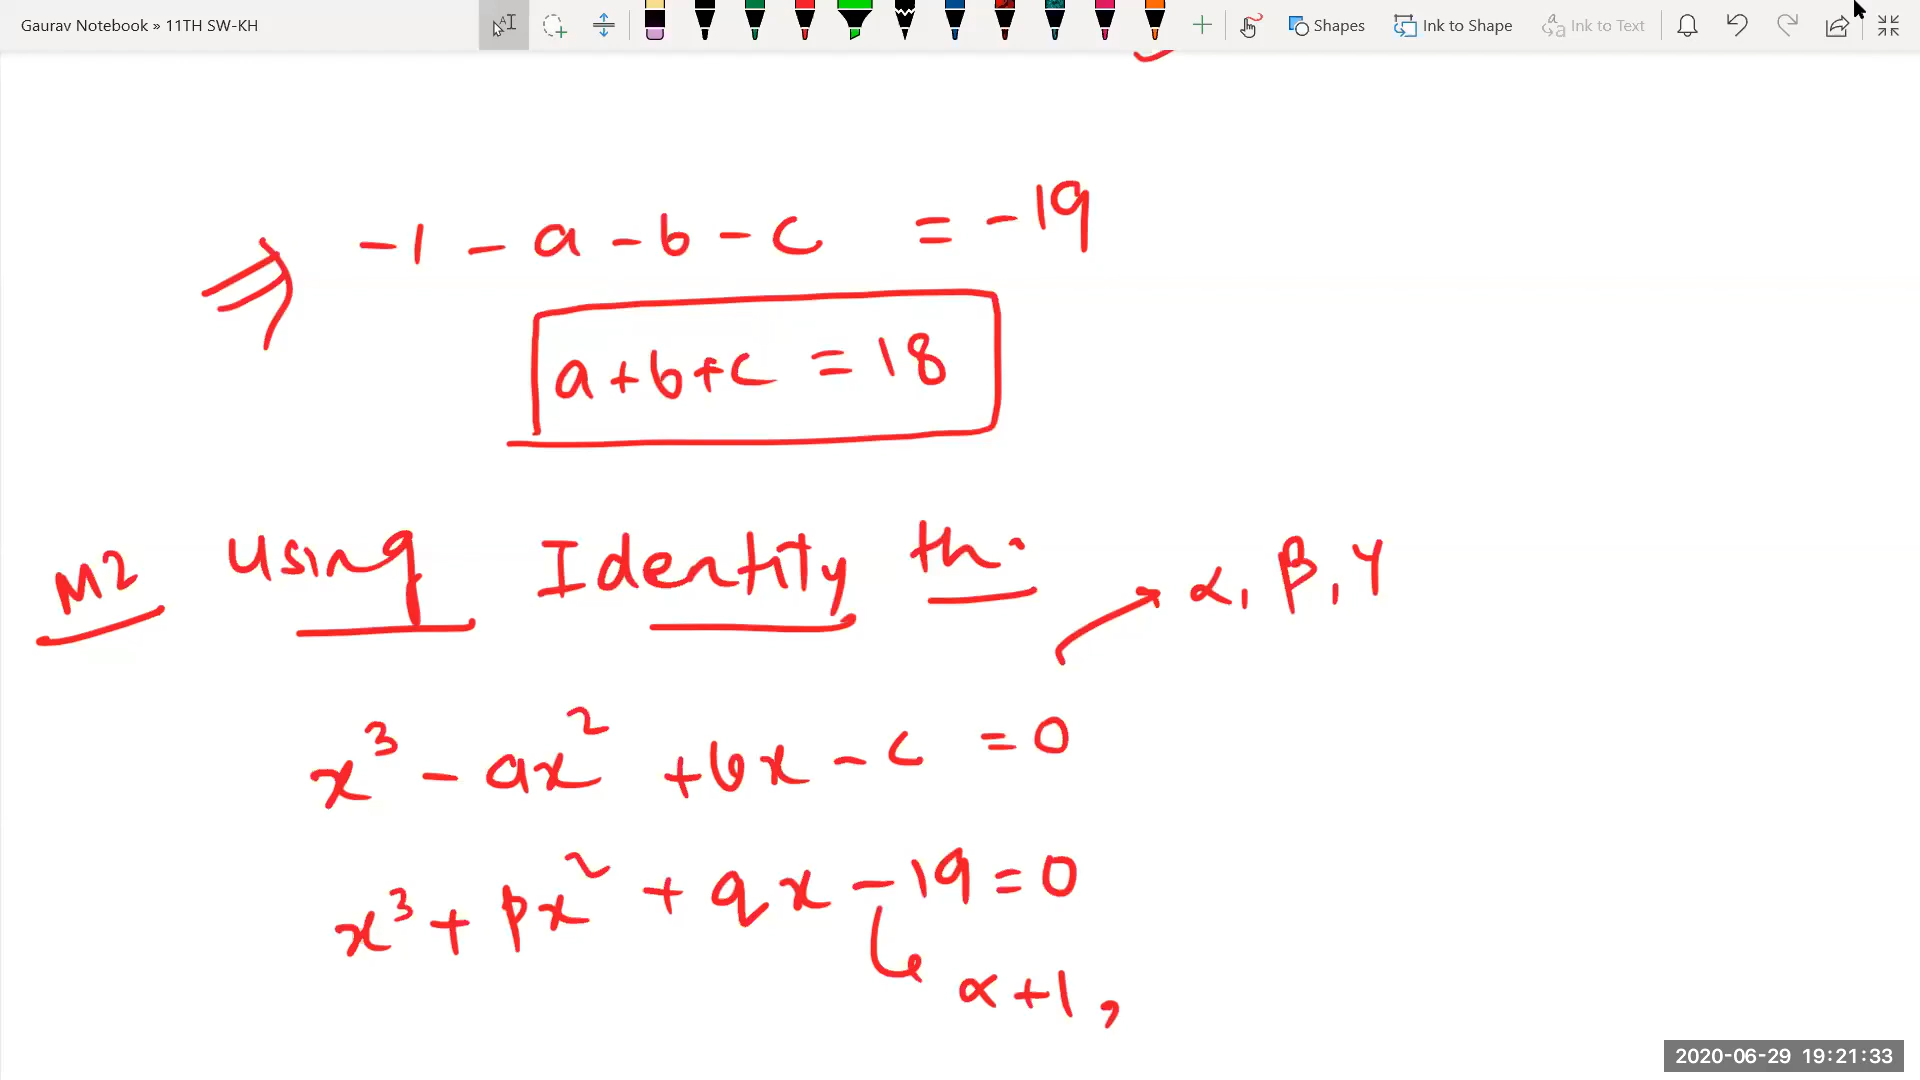 Gaurav Notebook » 11TH SW-KH
Shapes Ink to Shape Ink to Text
⇒ -1 - a - b - c = -19
a + b + c = 18
M2 Using Identity th.
α, β, γ
x³ - ax² + bx - c = 0
x³ + px² + qx - 19 = 0
α + 1 ,
2020-06-29 19:21:33